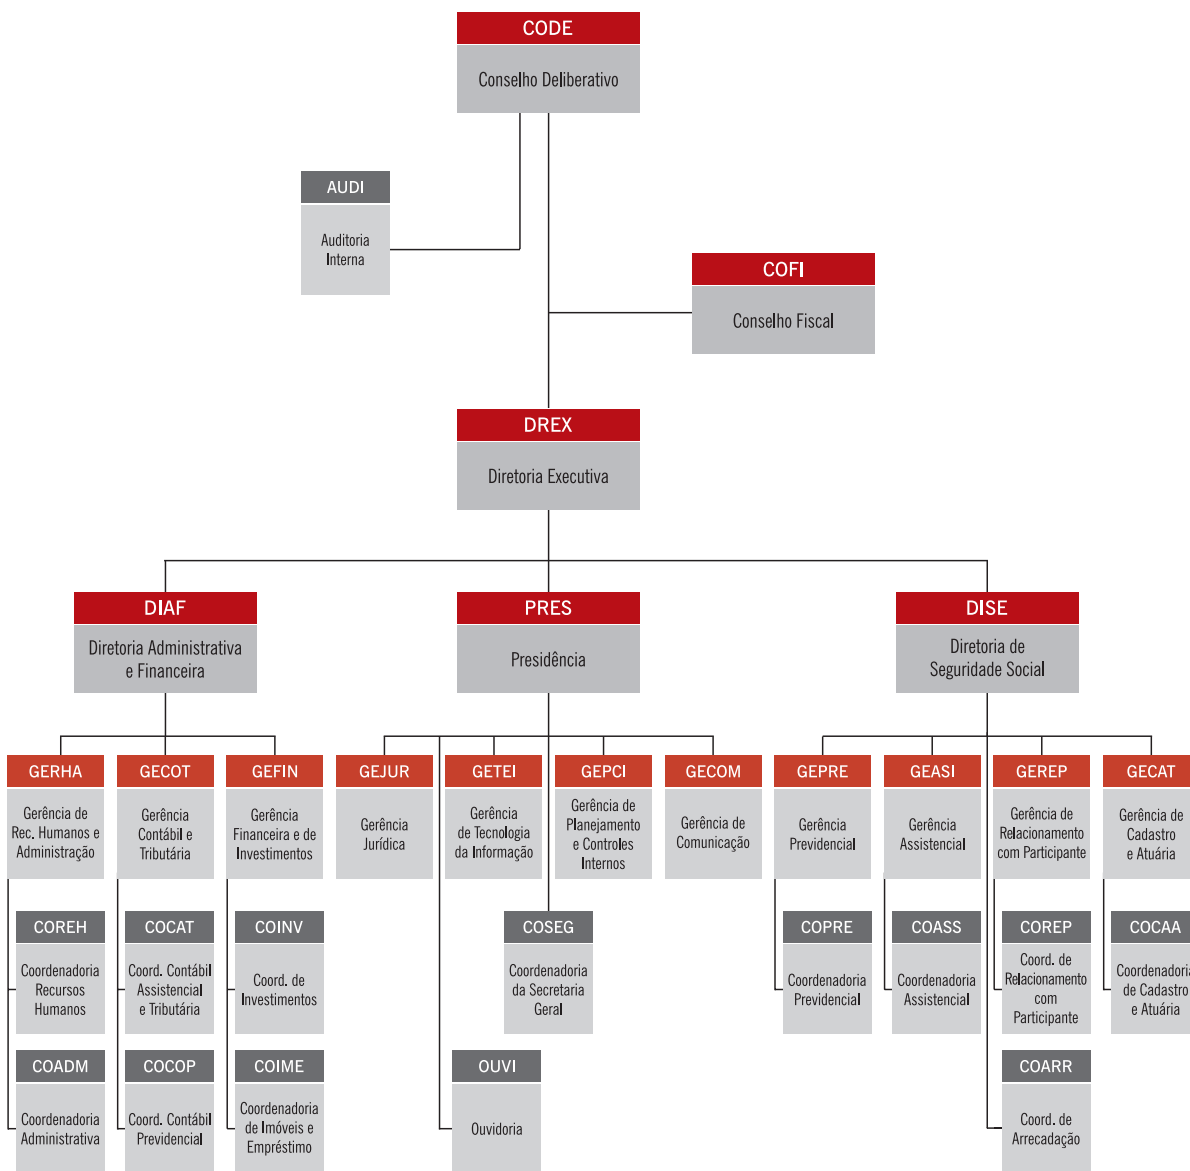 CODE
Conselho Deliberativo
AUDI
Auditoria
Interna
COFI
Conselho Fiscal
DREX
Diretoria Executiva
DIAF
Diretoria Administrativa
e Financeira
PRES
Presidência
DISE
Diretoria de
Seguridade Social
GERHA
Gerência de
Rec. Humanos e
Administração
GECOT
Gerência
Contábil e
Tributária
GEFIN
Gerência
Financeira e de
Investimentos
GEJUR
Gerência
Jurídica
GETEI
Gerência
de Tecnologia
da Informação
GEPCI
Gerência de
Planejamento
e Controles
Internos
GECOM
Gerência de
Comunicação
GEPRE
Gerência
Previdencial
GEASI
Gerência
Assistencial
GEREP
Gerência de
Relacionamento
com Participante
GECAT
Gerência de
Cadastro
e Atuária
COREH
Coordenadoria
Recursos
Humanos
COCAT
Coord. Contábil
Assistencial
e Tributária
COINV
Coord. de
Investimentos
COSEG
Coordenadoria
da Secretaria
Geral
COPRE
Coordenadoria
Previdencial
COASS
Coordenadoria
Assistencial
COREP
Coord. de
Relacionamento
com
Participante
COCAA
Coordenadoria
de Cadastro
e Atuária
COADM
Coordenadoria
Administrativa
COCOP
Coord. Contábil
Previdencial
COIME
Coordenadoria
de Imóveis e
Empréstimo
OUVI
Ouvidoria
COARR
Coord. de
Arrecadação